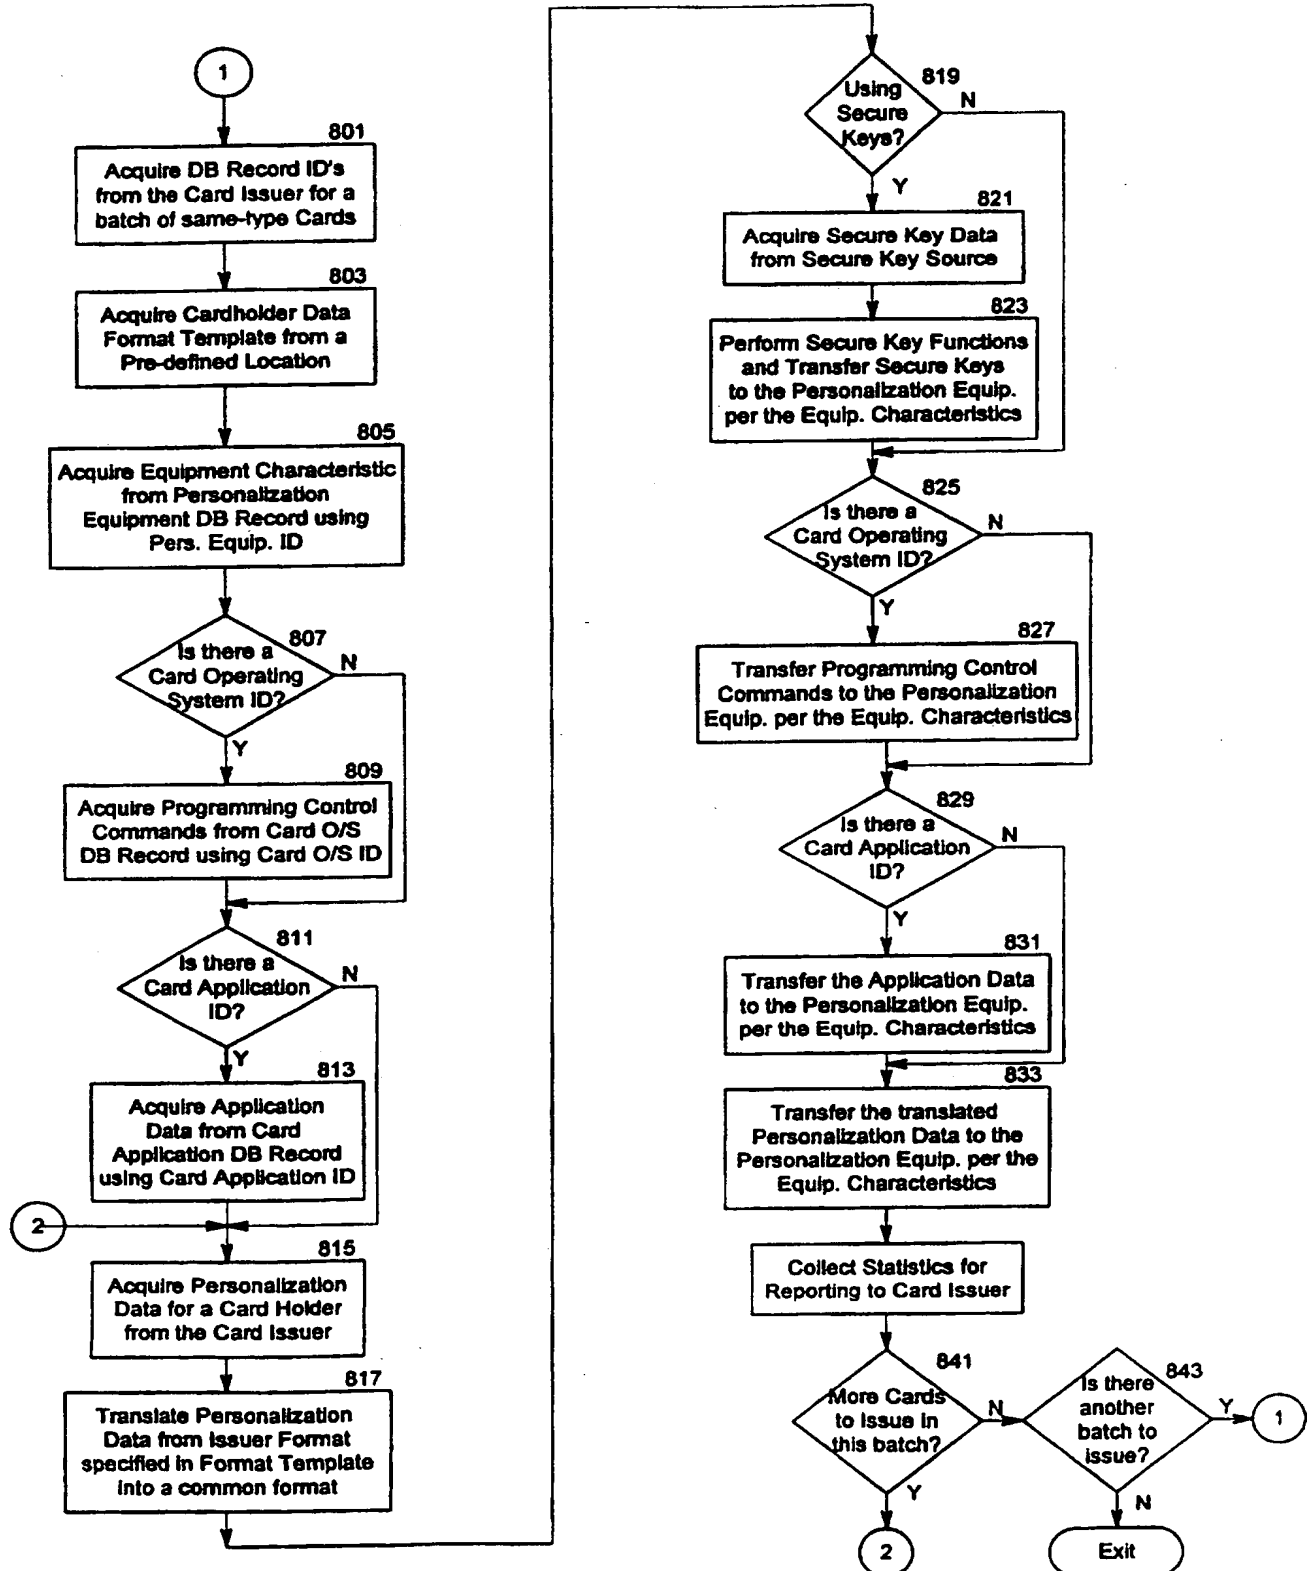 1
801
Acquire DB Record ID's
from the Card Issuer for a
batch of same-type Cards
803
Acquire Cardholder Data
Format Template from a
Pre-defined Location
805
Acquire Equipment Characteristic
from Personalization
Equipment DB Record using
Pers. Equip. ID
807
Is there a
Card Operating
System ID?
N
Y
809
Acquire Programming Control
Commands from Card O/S
DB Record using Card O/S ID
811
Is there a
Card Application
ID?
N
Y
813
Acquire Application
Data from Card
Application DB Record
using Card Application ID
2
815
Acquire Personalization
Data for a Card Holder
from the Card Issuer
817
Translate Personalization
Data from Issuer Format
specified in Format Template
into a common format
819
Using
Secure
Keys?
N
Y
821
Acquire Secure Key Data
from Secure Key Source
823
Perform Secure Key Functions
and Transfer Secure Keys
to the Personalization Equip.
per the Equip. Characteristics
825
Is there a
Card Operating
System ID?
N
Y
827
Transfer Programming Control
Commands to the Personalization
Equip. per the Equip. Characteristics
829
Is there a
Card Application
ID?
N
Y
831
Transfer the Application Data
to the Personalization Equip.
per the Equip. Characteristics
833
Transfer the translated
Personalization Data to the
Personalization Equip. per the
Equip. Characteristics
Collect Statistics for
Reporting to Card Issuer
841
More Cards
to Issue in
this batch?
N
Y
2
843
Is there
another
batch to
issue?
Y
1
N
Exit